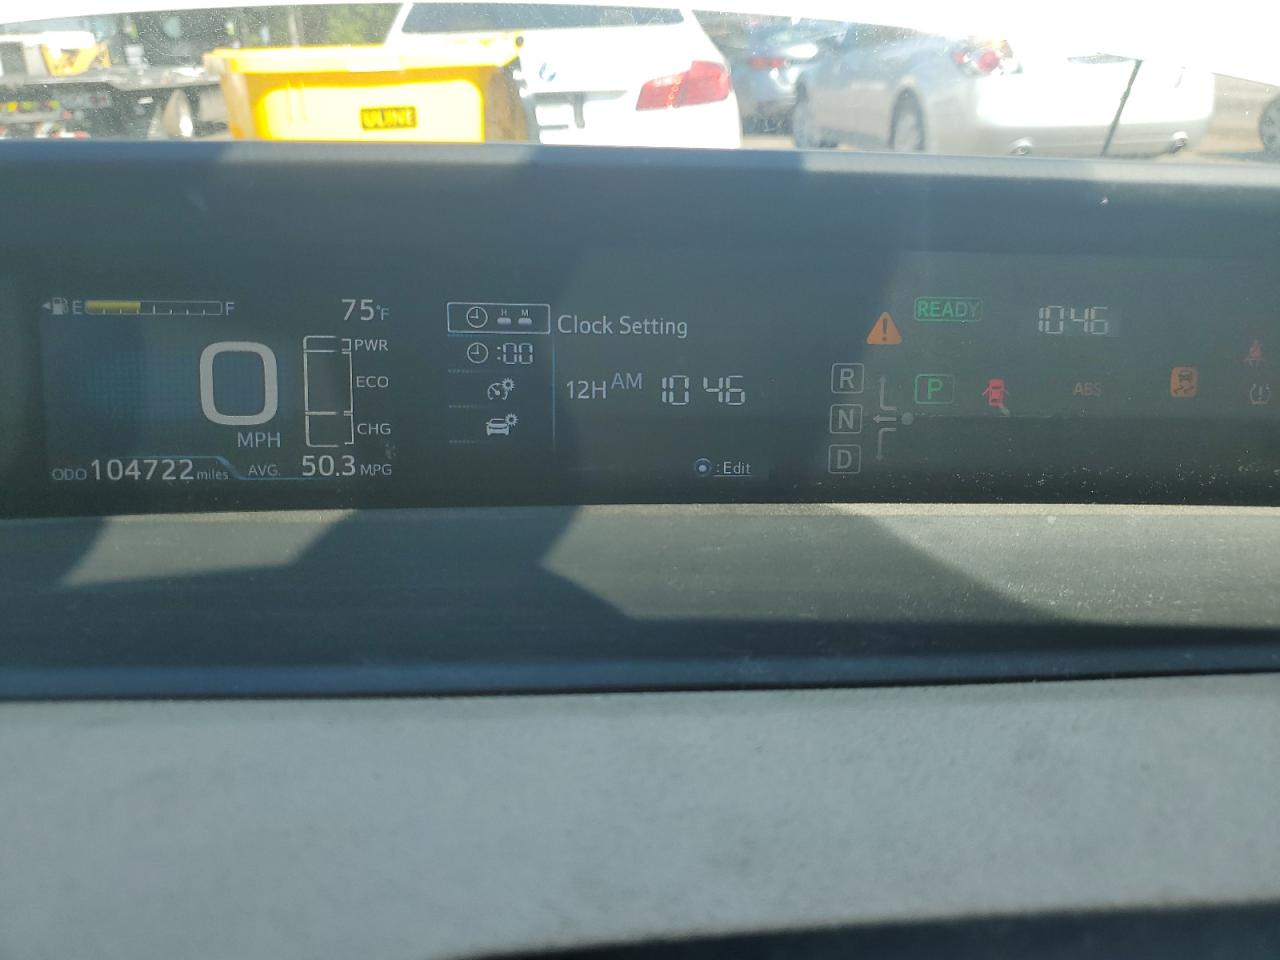 E F
75°F
0
MPH
PWR
ECO
CHG
ODO 104722 miles
AVG. 50.3 MPG
H M
:00
Clock Setting
12H AM 10 46
:Edit
R
N
D
READY
P
10:46
ABS